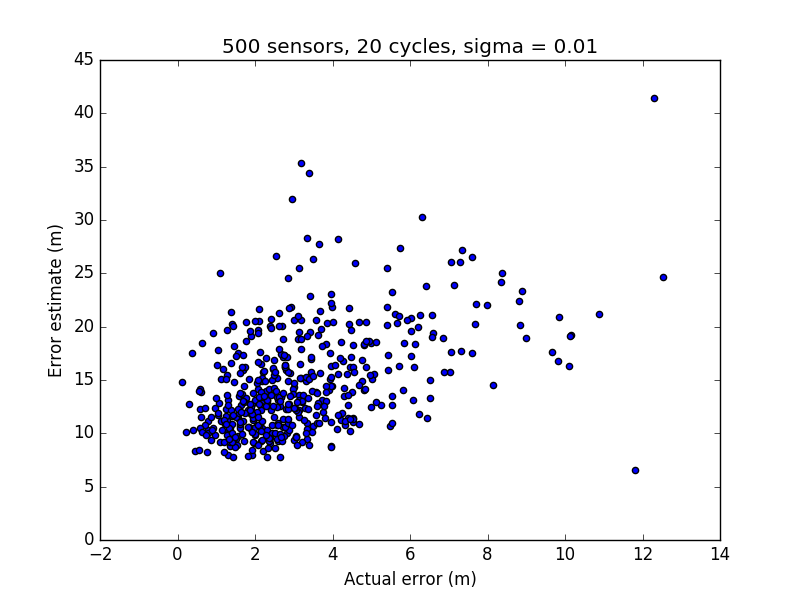 500 sensors, 20 cycles, sigma = 0.01
45
40
35
30
25
20
15
10
5
0
Error estimate (m)
−2 0 2 4 6 8 10 12 14
Actual error (m)